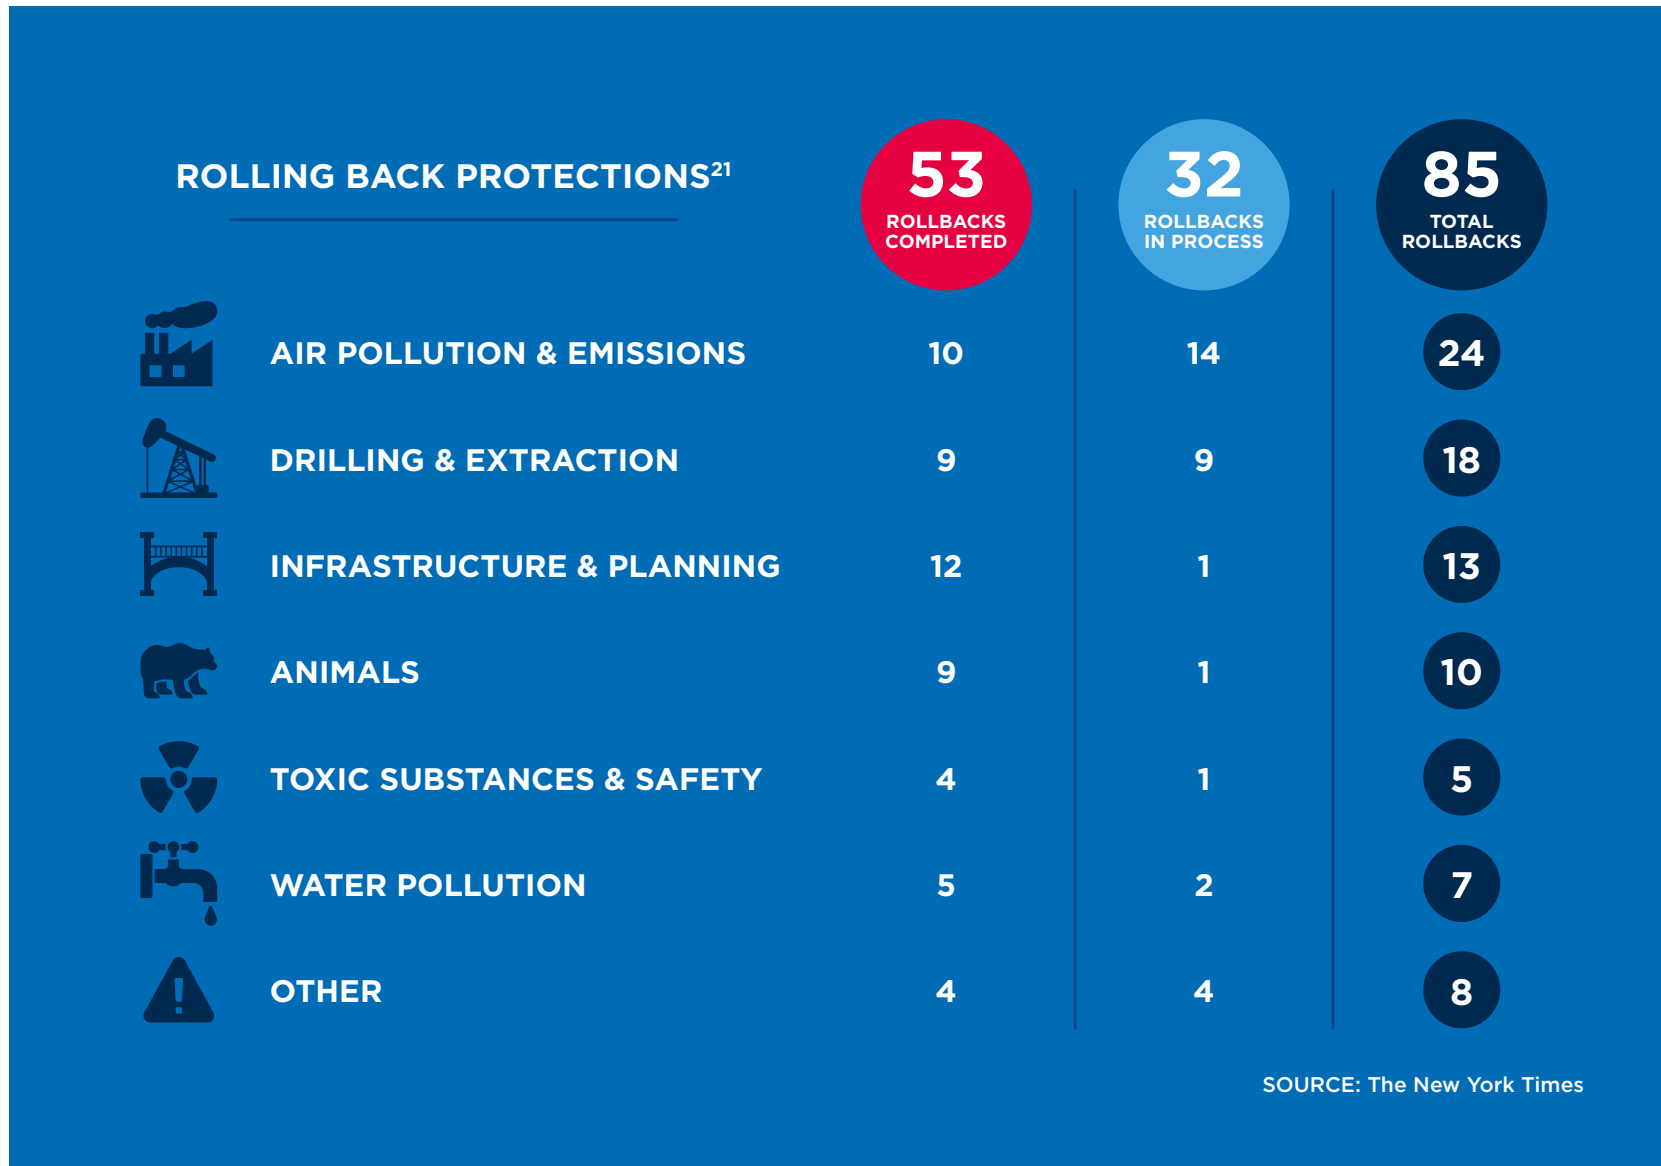 ROLLING BACK PROTECTIONS²¹
53
ROLLBACKS
COMPLETED
32
ROLLBACKS
IN PROCESS
85
TOTAL
ROLLBACKS
AIR POLLUTION & EMISSIONS 10 14 24
DRILLING & EXTRACTION 9 9 18
INFRASTRUCTURE & PLANNING 12 1 13
ANIMALS 9 1 10
TOXIC SUBSTANCES & SAFETY 4 1 5
WATER POLLUTION 5 2 7
OTHER 4 4 8
SOURCE: The New York Times